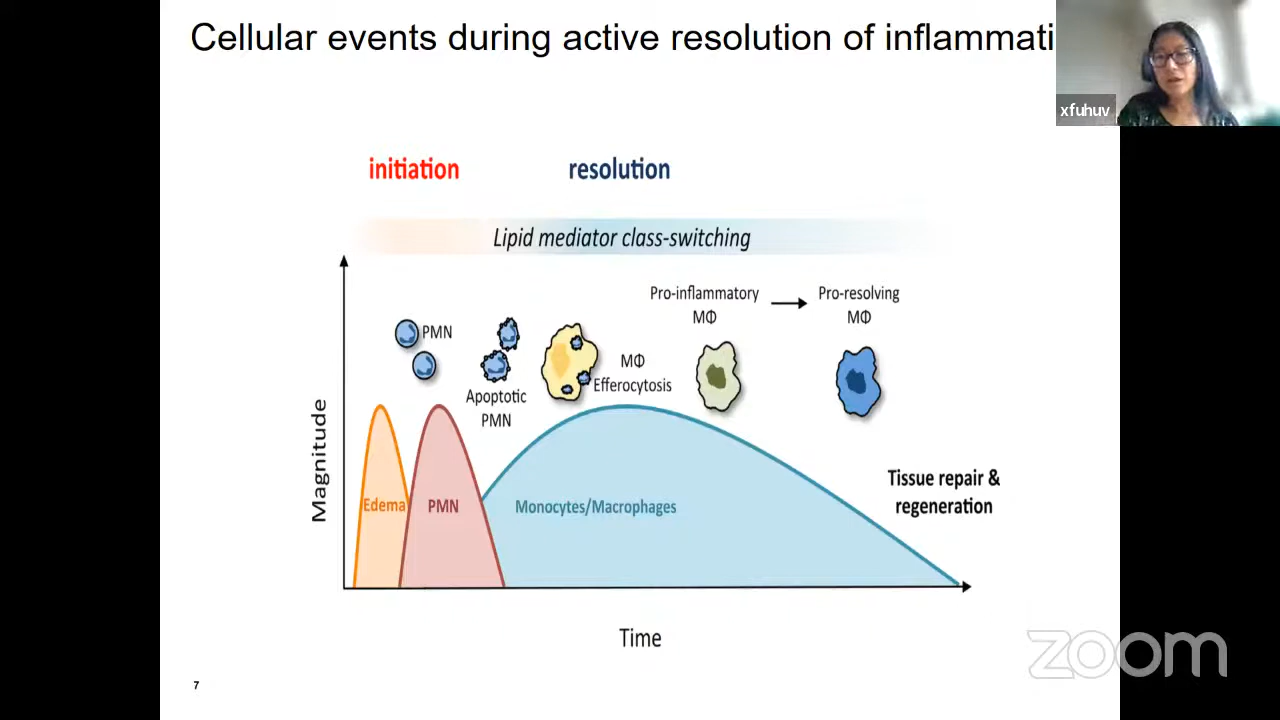 Cellular events during active resolution of inflammati
xfuhuv
initiation
resolution
Lipid mediator class-switching
Pro-inflammatory
MΦ
Pro-resolving
MΦ
PMN
MΦ
Efferocytosis
Apoptotic
PMN
Magnitude
Edema
PMN
Monocytes/Macrophages
Tissue repair &
regeneration
Time
zoom
7